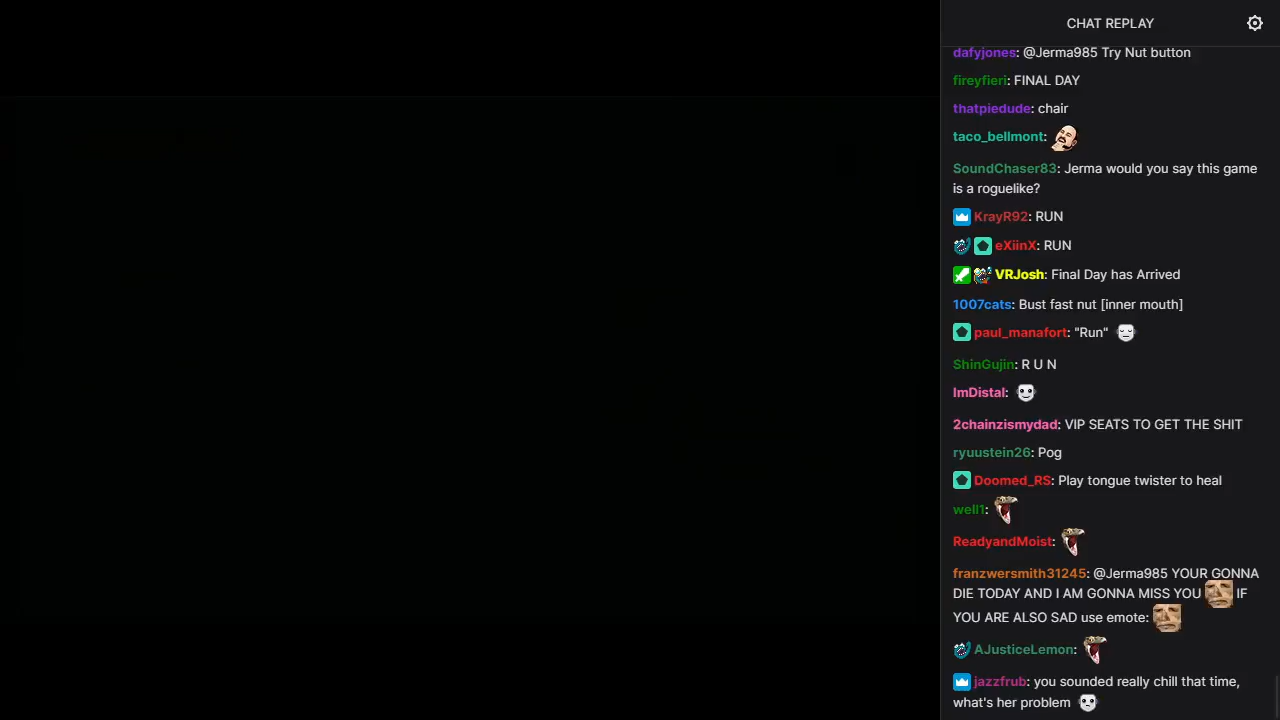 CHAT REPLAY
dafyjones: @Jerma985 Try Nut button
fireyfieri: FINAL DAY
thatpiedude: chair
taco_bellmont:
SoundChaser83: Jerma would you say this game
is a roguelike?
KrayR92: RUN
eXiinX: RUN
VRJosh: Final Day has Arrived
1007cats: Bust fast nut [inner mouth]
paul_manafort: "Run"
ShinGujin: R U N
ImDistal:
2chainzismydad: VIP SEATS TO GET THE SHIT
ryuustein26: Pog
Doomed_RS: Play tongue twister to heal
well1:
ReadyandMoist:
franzwersmith31245: @Jerma985 YOUR GONNA
DIE TODAY AND I AM GONNA MISS YOU IF
YOU ARE ALSO SAD use emote:
AJusticeLemon:
jazzfrub: you sounded really chill that time,
what's her problem